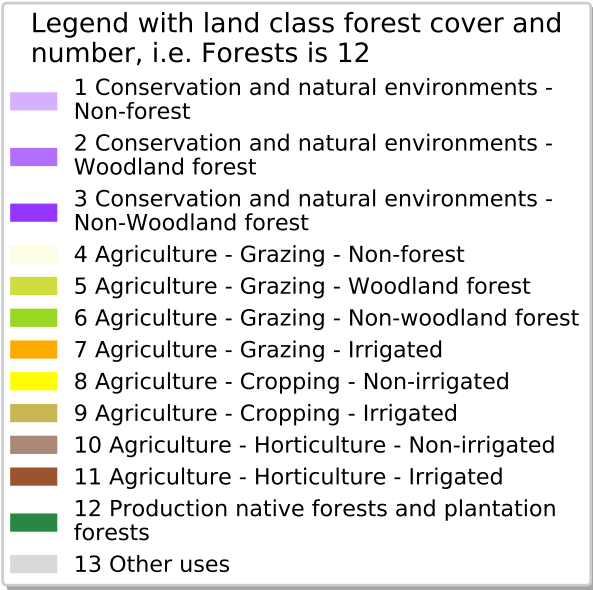 Legend with land class forest cover and
number, i.e. Forests is 12
1 Conservation and natural environments -
Non-forest
2 Conservation and natural environments -
Woodland forest
3 Conservation and natural environments -
Non-Woodland forest
4 Agriculture - Grazing - Non-forest
5 Agriculture - Grazing - Woodland forest
6 Agriculture - Grazing - Non-woodland forest
7 Agriculture - Grazing - Irrigated
8 Agriculture - Cropping - Non-irrigated
9 Agriculture - Cropping - Irrigated
10 Agriculture - Horticulture - Non-irrigated
11 Agriculture - Horticulture - Irrigated
12 Production native forests and plantation
forests
13 Other uses